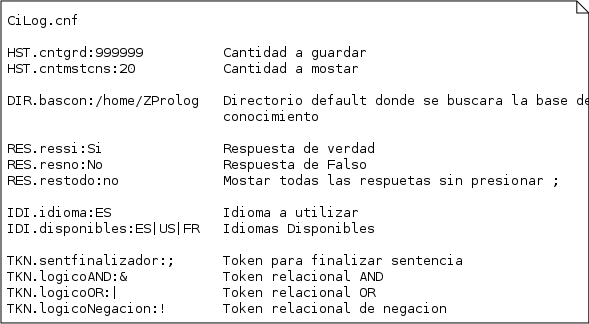 CiLog.cnf
HST.cntgrd:999999 Cantidad a guardar
HST.cntmstcns:20 Cantidad a mostar
DIR.bascon:/home/ZProlog Directorio default donde se buscara la base de
conocimiento
RES.ressi:Si Respuesta de verdad
RES.resno:No Respuesta de Falso
RES.restodo:no Mostar todas las respuetas sin presionar ;
IDI.idioma:ES Idioma a utilizar
IDI.disponibles:ES|US|FR Idiomas Disponibles
TKN.sentfinalizador:; Token para finalizar sentencia
TKN.logicoAND:& Token relacional AND
TKN.logicoOR:| Token relacional OR
TKN.logicoNegacion:! Token relacional de negacion